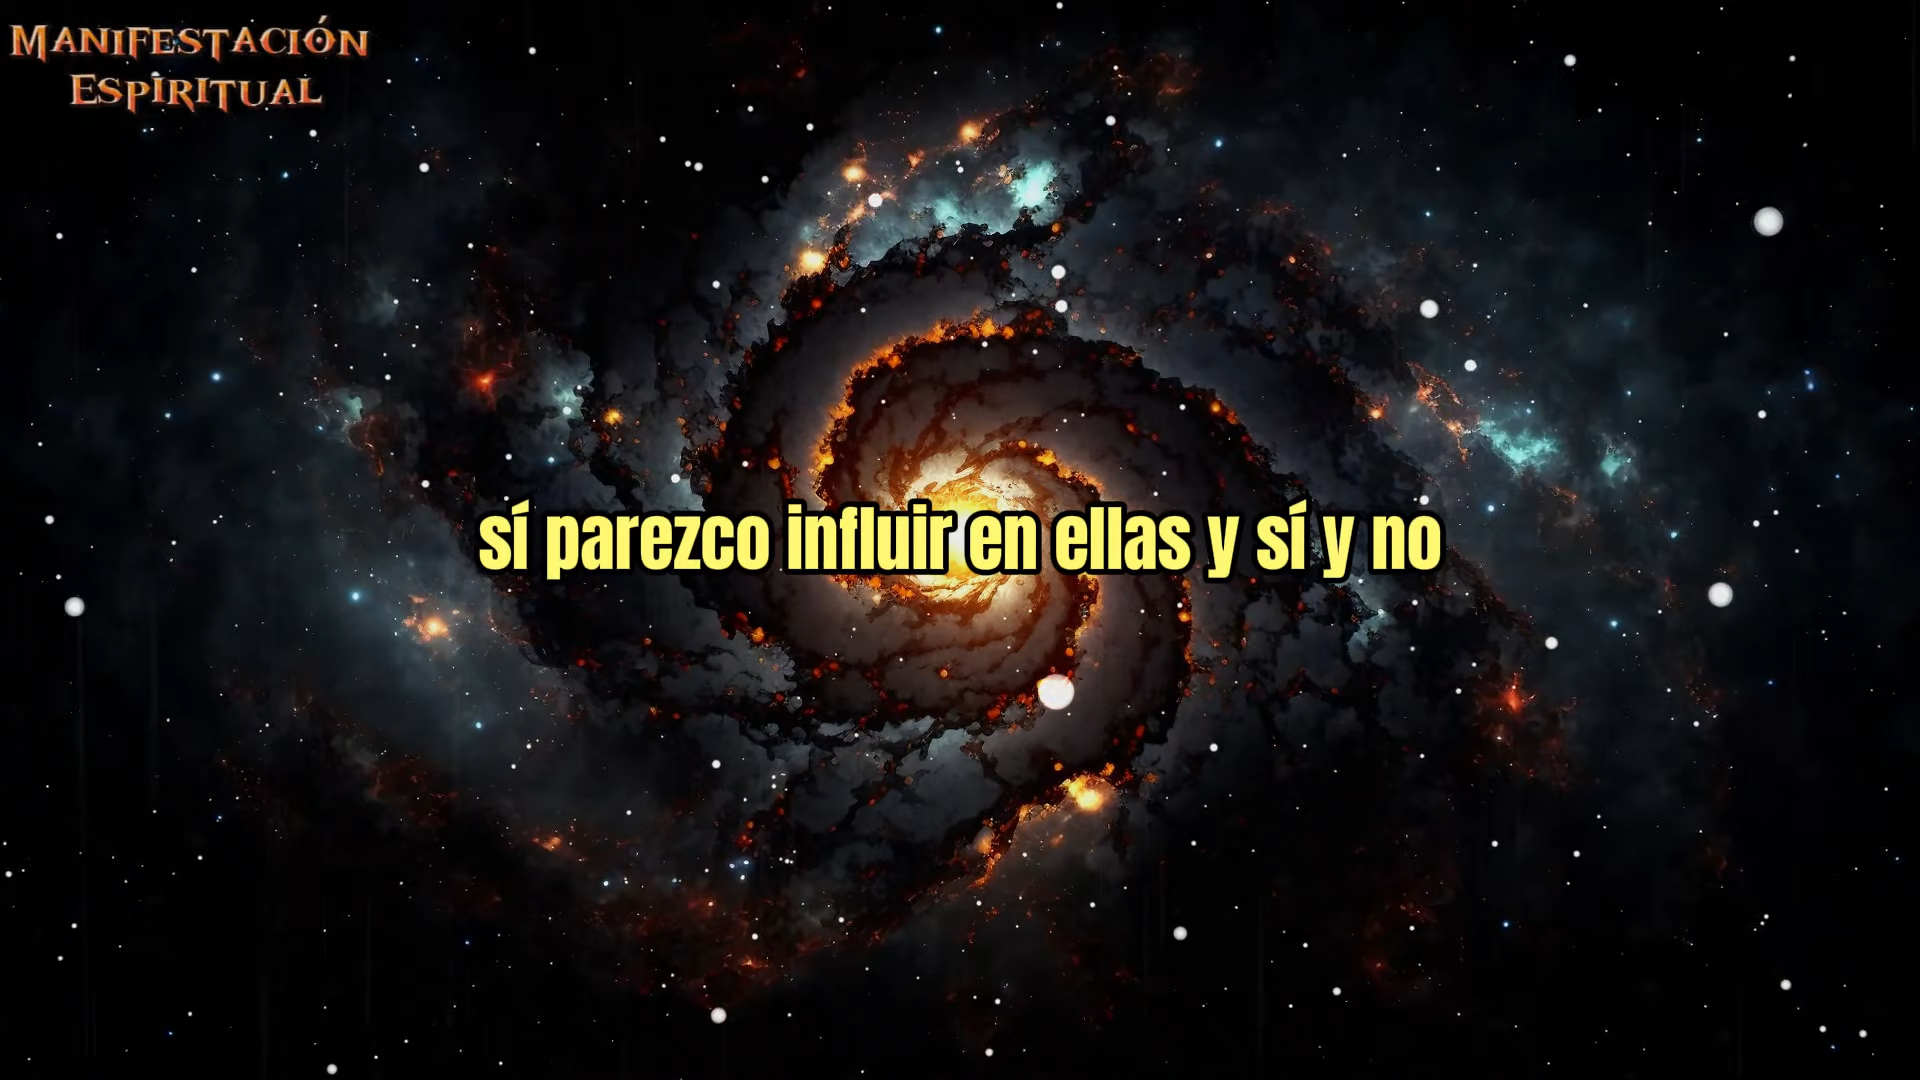 MANIFESTACIÓN
ESPIRITUAL
sí parezco influir en ellas y sí y no